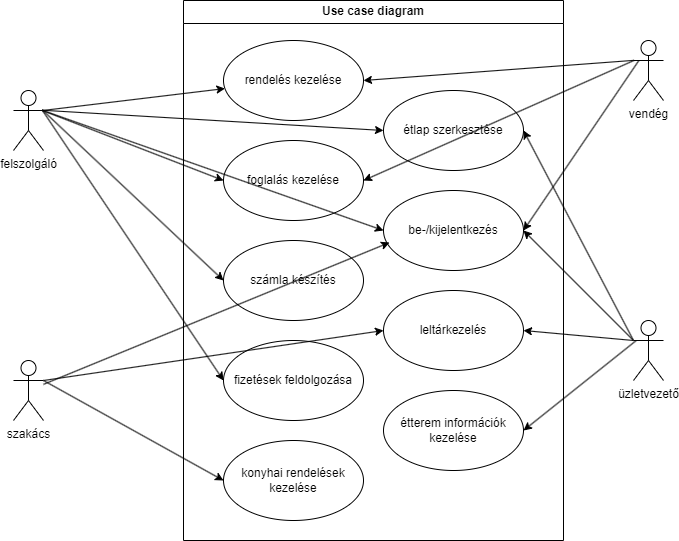 Use case diagram
rendelés kezelése
étlap szerkesztése
vendég
felszolgáló
foglalás kezelése
be-/kijelentkezés
számla készítés
leltárkezelés
fizetések feldolgozása
üzletvezető
szakács
étterem információk
kezelése
konyhai rendelések
kezelése